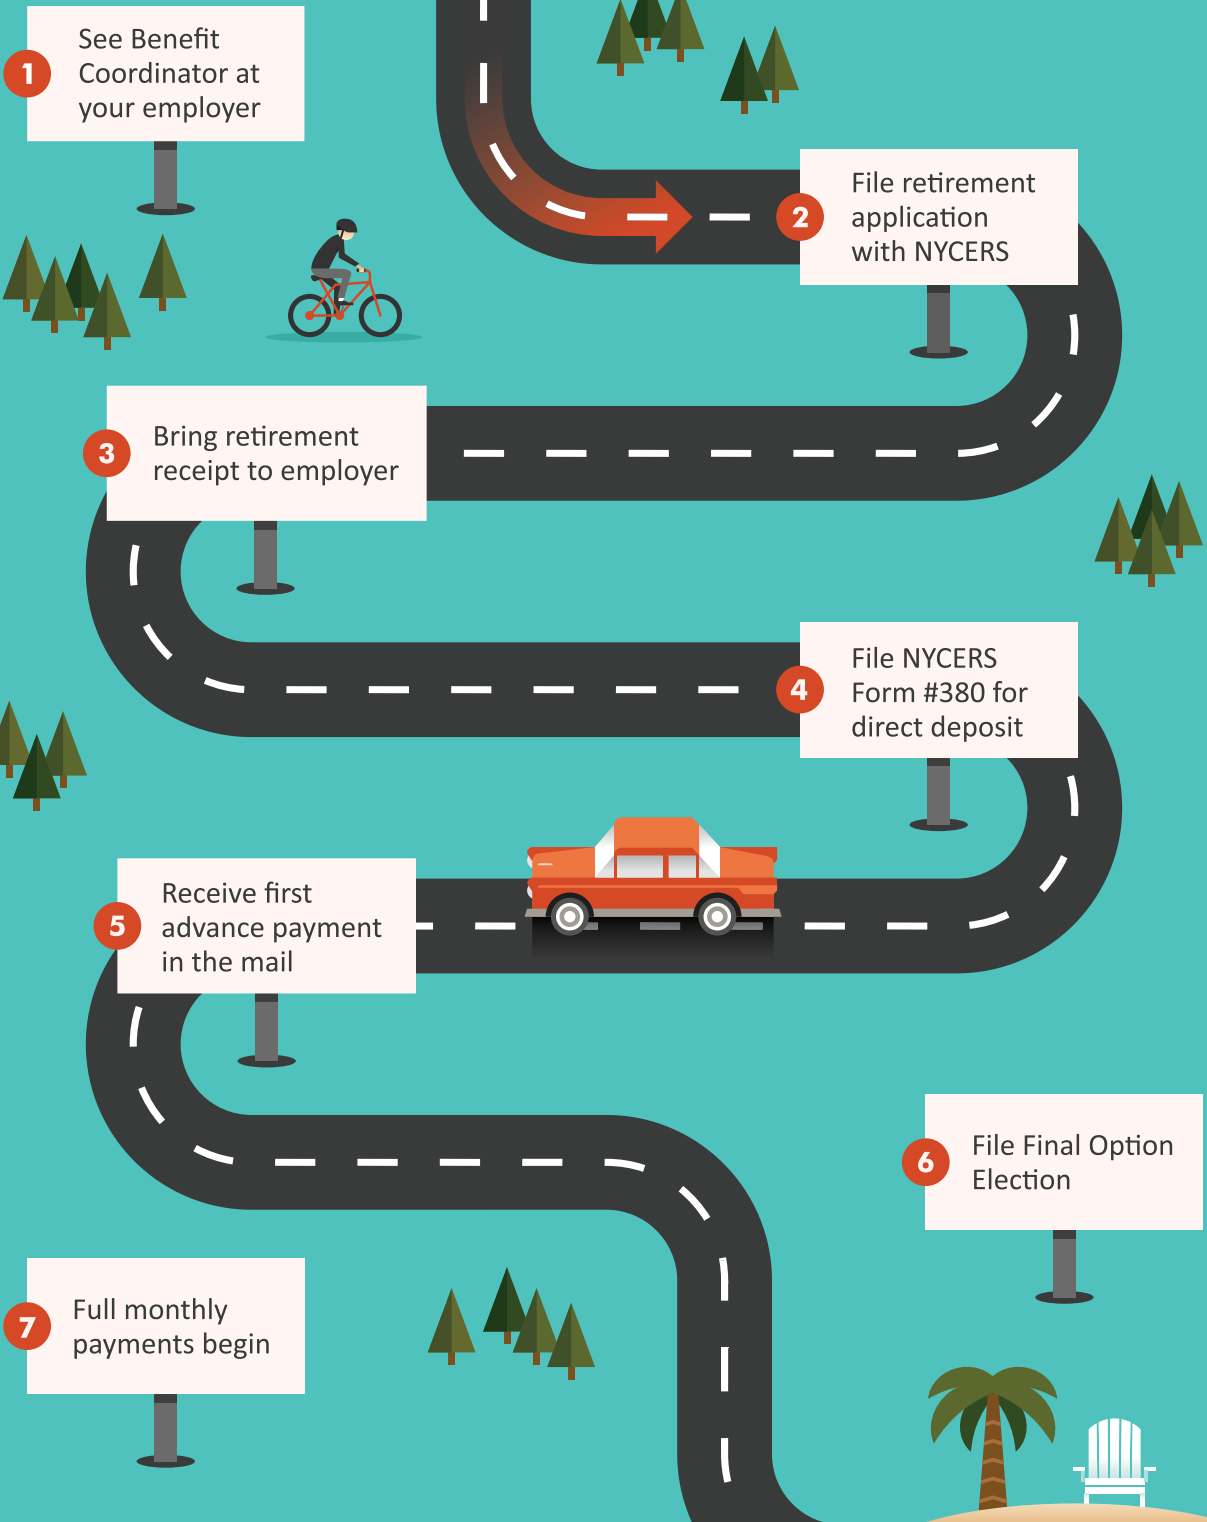 1
See Benefit
Coordinator at
your employer
2
File retirement
application
with NYCERS
3
Bring retirement
receipt to employer
4
File NYCERS
Form #380 for
direct deposit
5
Receive first
advance payment
in the mail
6
File Final Option
Election
7
Full monthly
payments begin